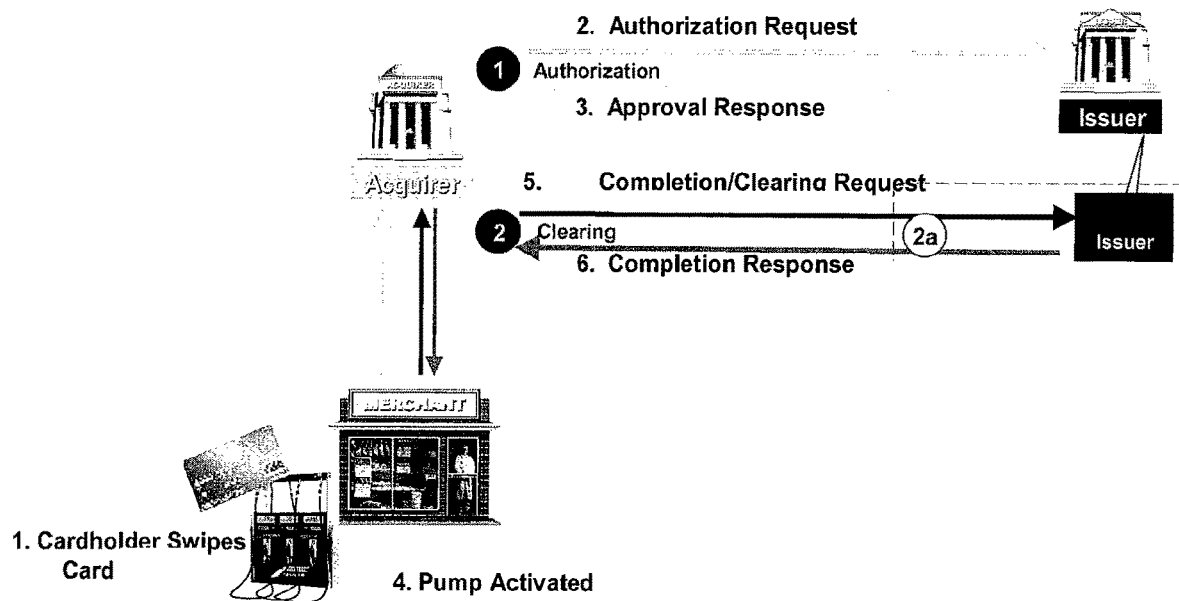 2. Authorization Request
1 Authorization
ACQUIRER
3. Approval Response
Issuer
Acquirer
5. Completion/Clearing Request
2 Clearing
2a
Issuer
6. Completion Response
MERCHANT
1. Cardholder Swipes
Card
4. Pump Activated